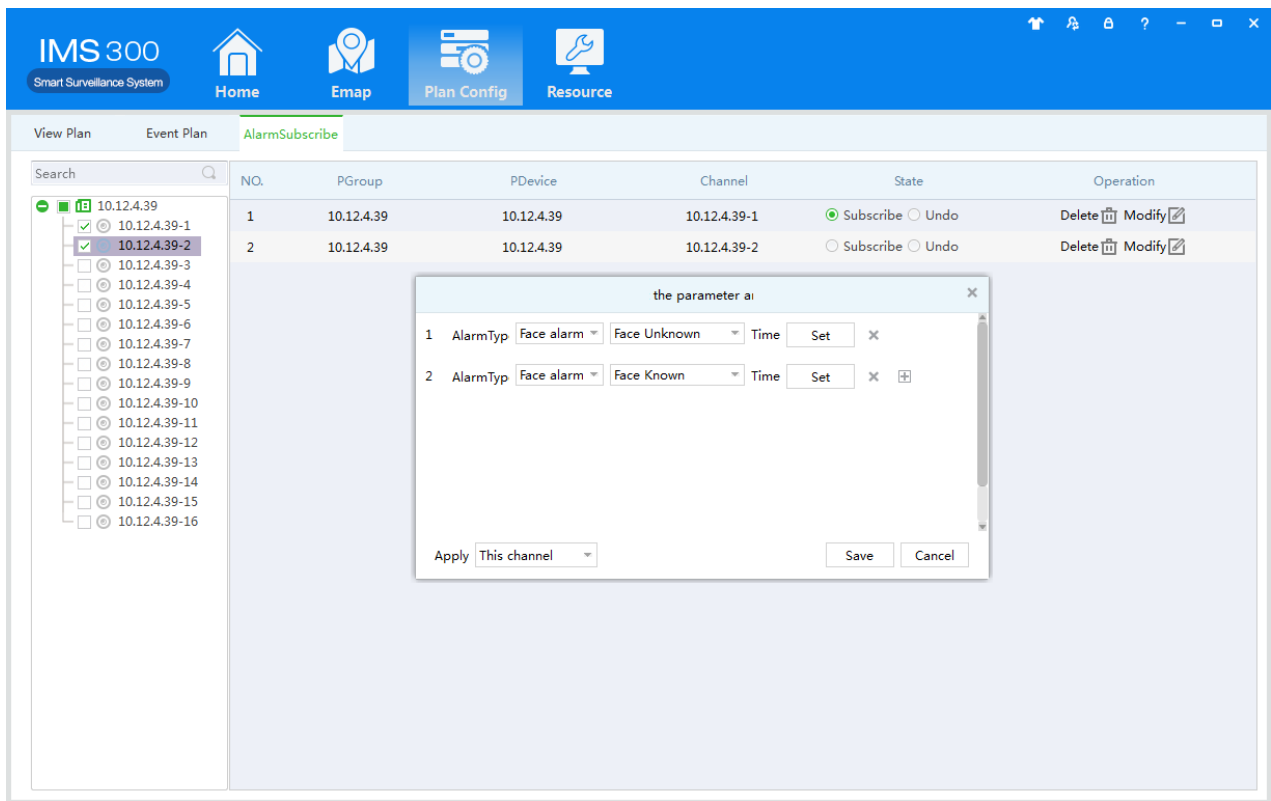 IMS 300
Smart Surveillance System
Home
Emap
Plan Config
Resource
View Plan
Event Plan
AlarmSubscribe
Search
10.12.4.39
10.12.4.39-1
10.12.4.39-2
10.12.4.39-3
10.12.4.39-4
10.12.4.39-5
10.12.4.39-6
10.12.4.39-7
10.12.4.39-8
10.12.4.39-9
10.12.4.39-10
10.12.4.39-11
10.12.4.39-12
10.12.4.39-13
10.12.4.39-14
10.12.4.39-15
10.12.4.39-16
NO. PGroup PDevice Channel State Operation
1 10.12.4.39 10.12.4.39 10.12.4.39-1 Subscribe Undo Delete Modify
2 10.12.4.39 10.12.4.39 10.12.4.39-2 Subscribe Undo Delete Modify
the parameter ar
1 AlarmTyp Face alarm Face Unknown Time Set
2 AlarmTyp Face alarm Face Known Time Set
Apply This channel Save Cancel